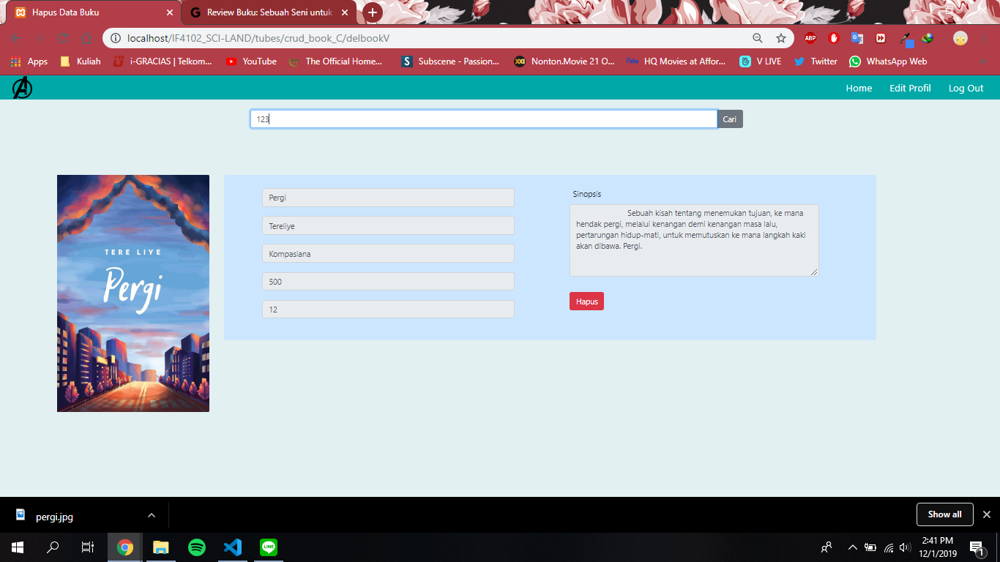 Hapus Data Buku
Review Buku: Sebuah Seni untuk
localhost/IF4102_SCI-LAND/tubes/crud_book_C/delbookV
Apps
Kuliah
i-GRACIAS | Telkom...
YouTube
The Official Home...
Subscene - Passion...
Nonton.Movie 21 O...
HQ Movies at Affor...
V LIVE
Twitter
WhatsApp Web
Home
Edit Profil
Log Out
123
Cari
TERE LIYE
Pergi
Pergi
Tereliye
Kompasiana
500
12
Sinopsis
Sebuah kisah tentang menemukan tujuan, ke mana
hendak pergi, melalui kenangan demi kenangan masa lalu,
pertarungan hidup-mati, untuk memutuskan ke mana langkah kaki
akan dibawa. Pergi.
Hapus
pergi.jpg
Show all
LINE
2:41 PM
12/1/2019
1